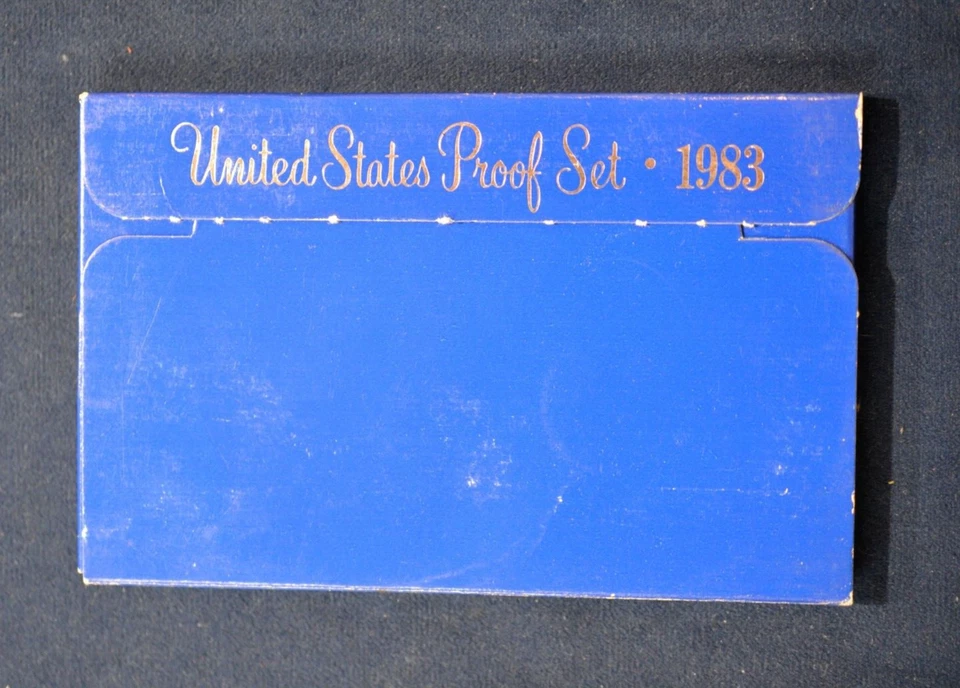 United States Proof Set • 1983